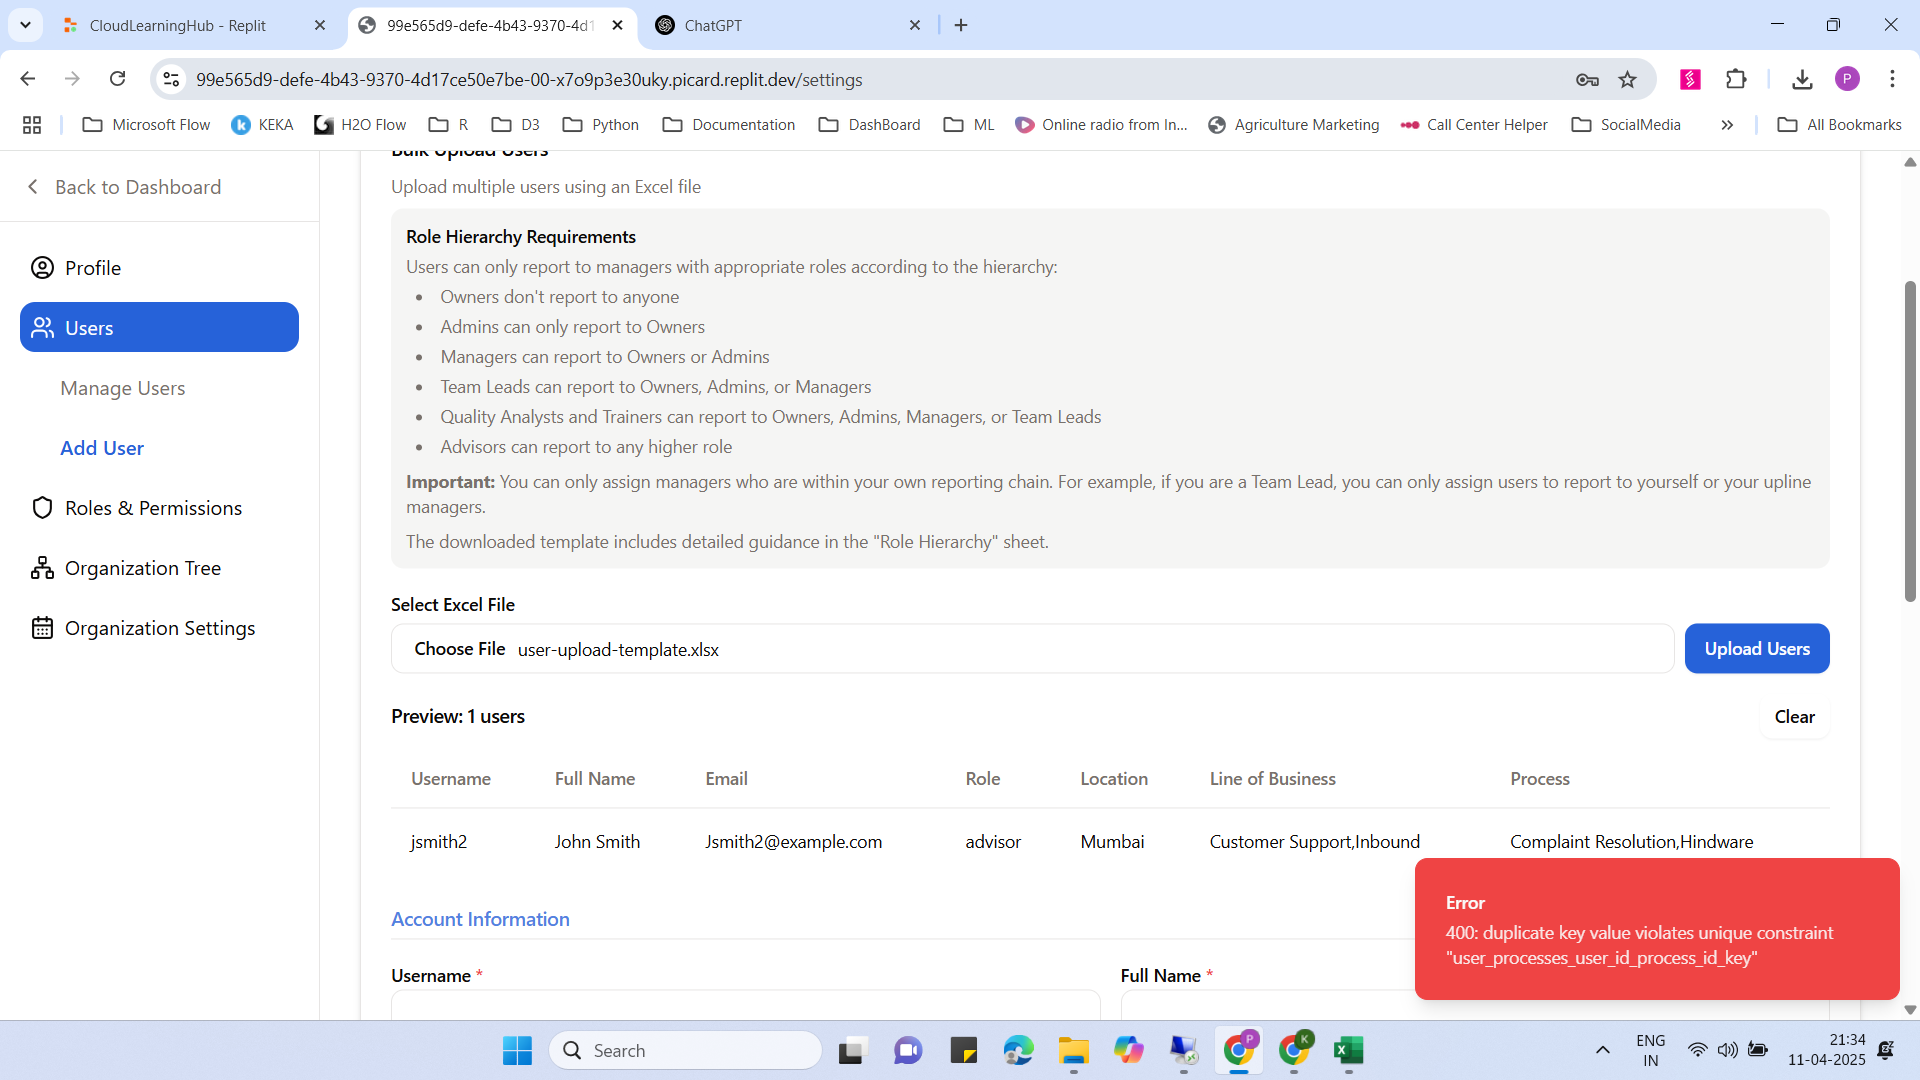 CloudLearningHub - Replit
99e565d9-defe-4b43-9370-4d1
ChatGPT
99e565d9-defe-4b43-9370-4d17ce50e7be-00-x7o9p3e30uky.picard.replit.dev/settings
P
Microsoft Flow
KEKA
H2O Flow
R
D3
Python
Documentation
DashBoard
ML
Online radio from In...
Agriculture Marketing
Call Center Helper
SocialMedia
All Bookmarks
Back to Dashboard
Profile
Users
Manage Users
Add User
Roles & Permissions
Organization Tree
Organization Settings
Bulk Upload Users
Upload multiple users using an Excel file
Role Hierarchy Requirements
Users can only report to managers with appropriate roles according to the hierarchy:
• Owners don't report to anyone
• Admins can only report to Owners
• Managers can report to Owners or Admins
• Team Leads can report to Owners, Admins, or Managers
• Quality Analysts and Trainers can report to Owners, Admins, Managers, or Team Leads
• Advisors can report to any higher role
Important: You can only assign managers who are within your own reporting chain. For example, if you are a Team Lead, you can only assign users to report to yourself or your upline
managers.
The downloaded template includes detailed guidance in the "Role Hierarchy" sheet.
Select Excel File
Choose File user-upload-template.xlsx
Upload Users
Preview: 1 users
Clear
Username Full Name Email Role Location Line of Business Process
jsmith2 John Smith Jsmith2@example.com advisor Mumbai Customer Support,Inbound Complaint Resolution,Hindware
Account Information
Username *
Full Name *
Error
400: duplicate key value violates unique constraint
"user_processes_user_id_process_id_key"
Search
P
K
ENG
IN
21:34
11-04-2025